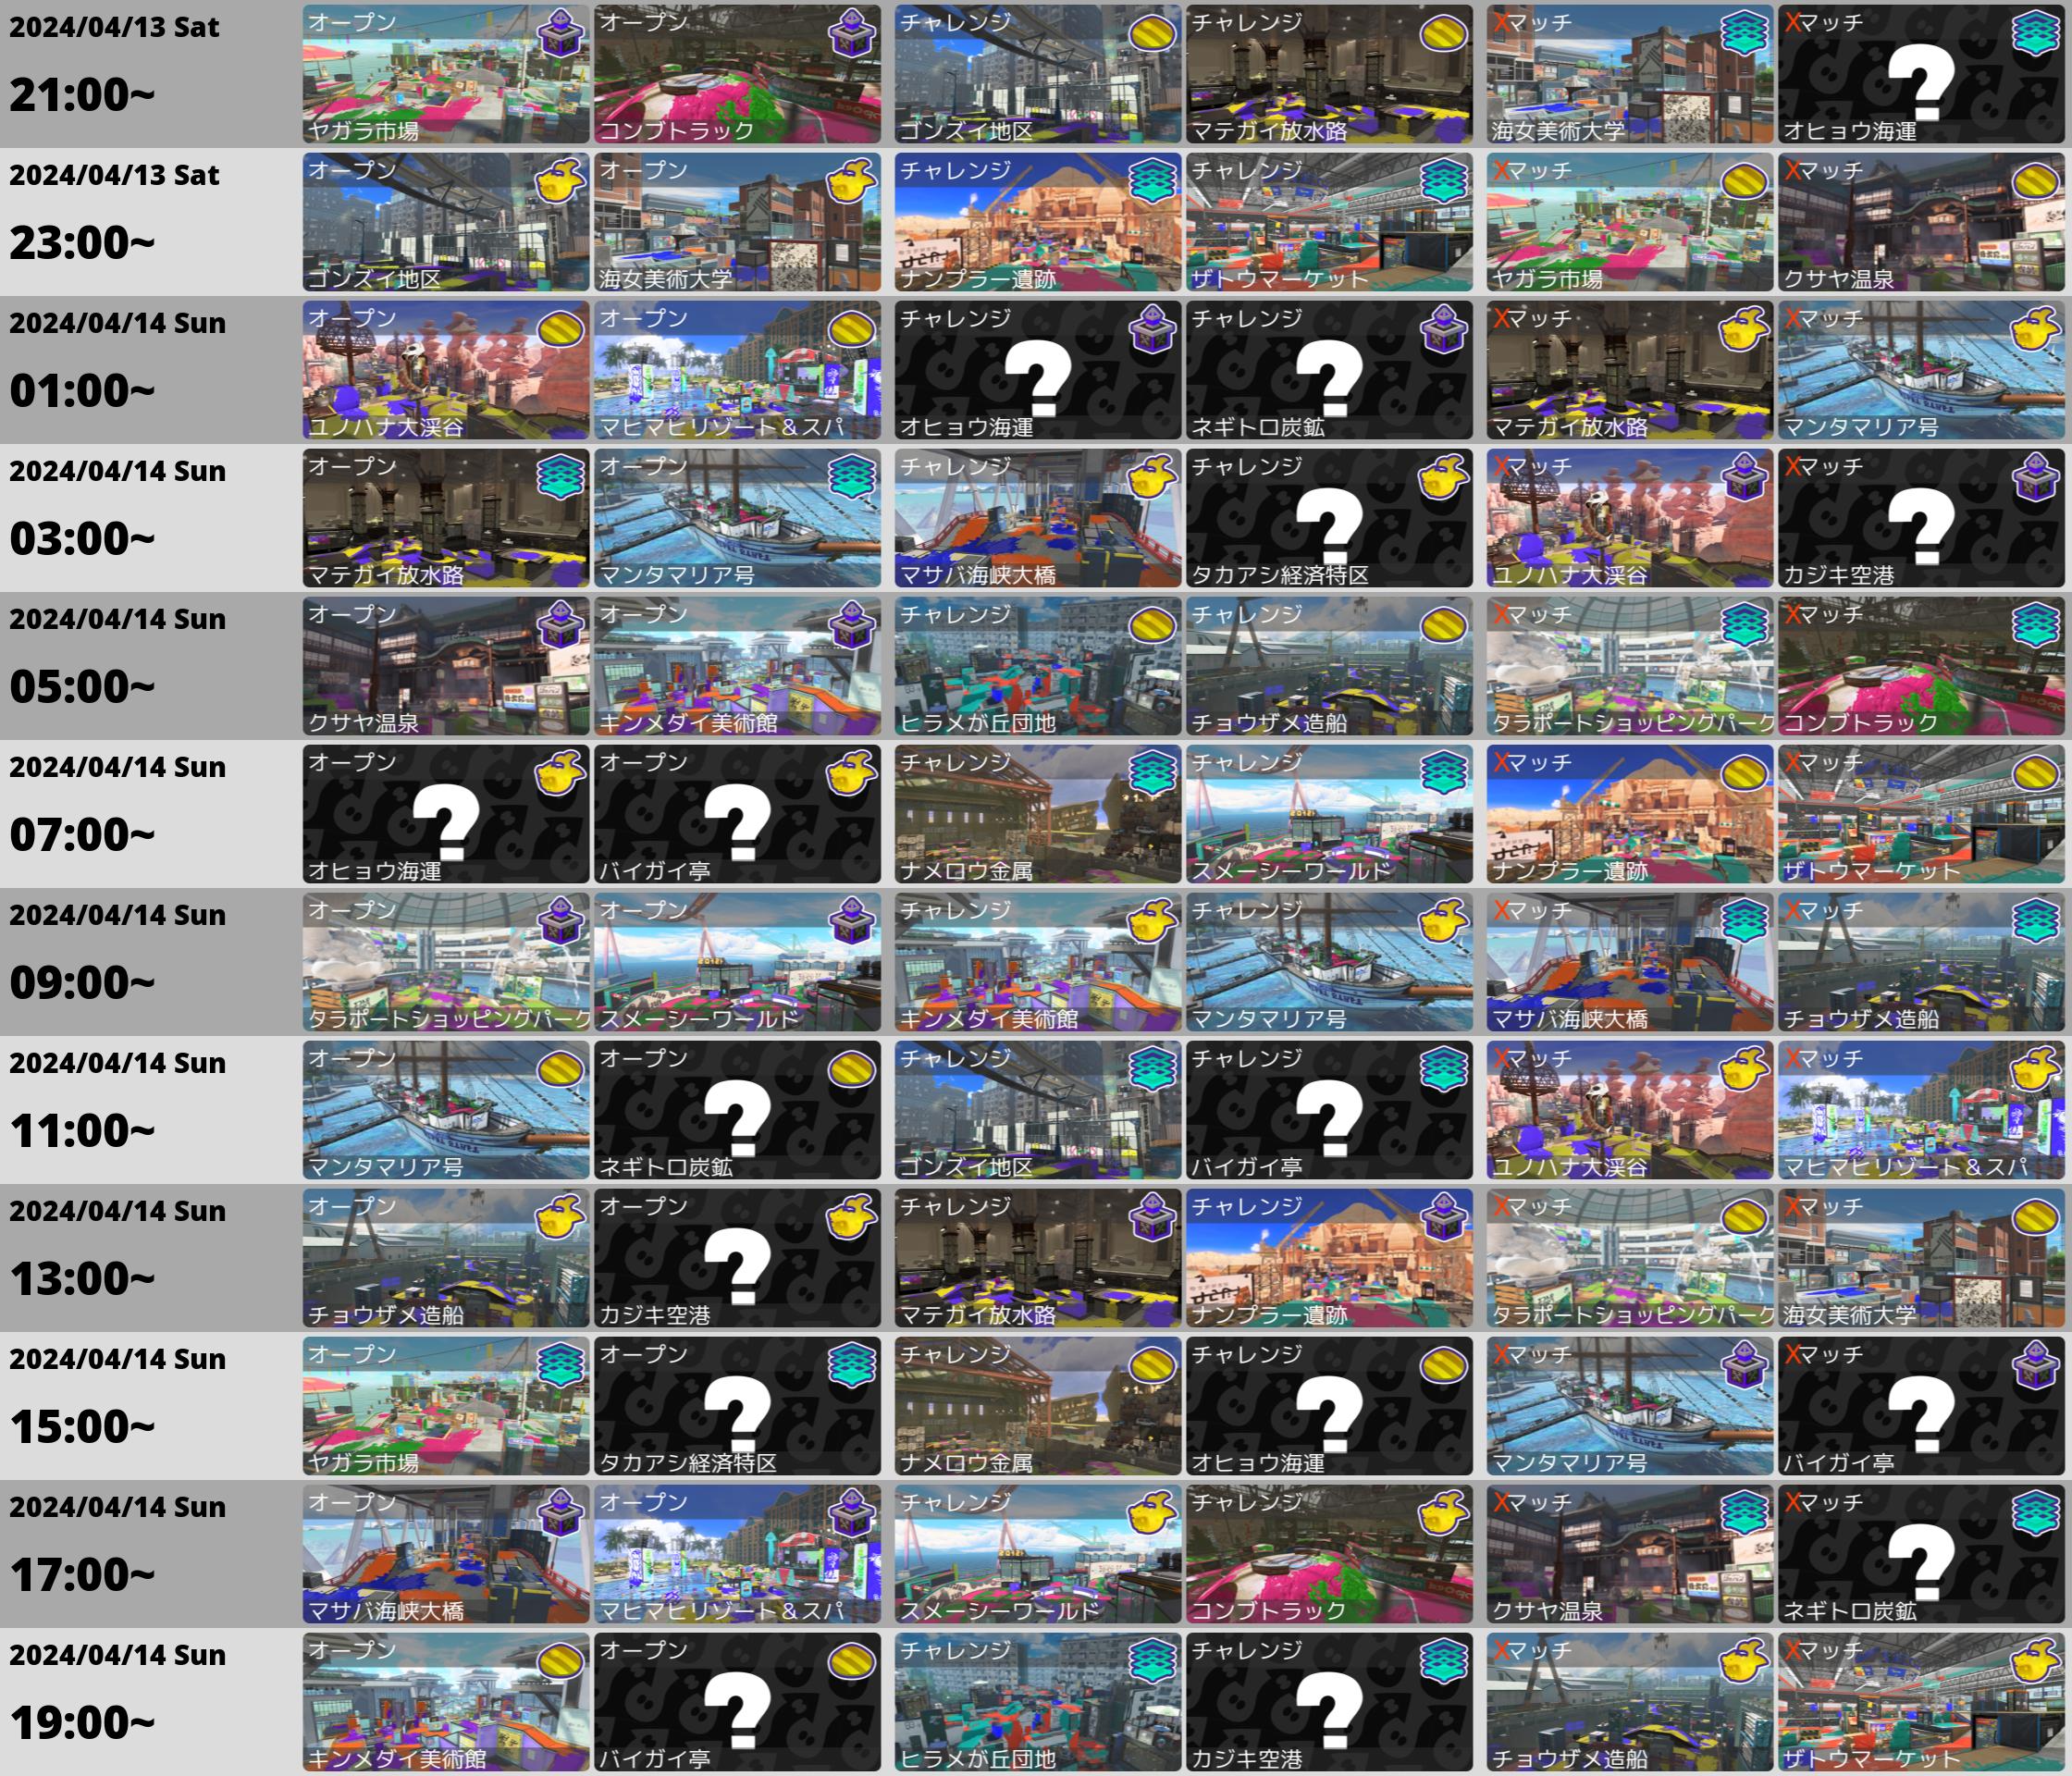 2024/04/13 Sat
21:00~
オープン オープン チャレンジ チャレンジ Xマッチ Xマッチ
ヤガラ市場 コンブトラック ゴンズイ地区 マテガイ放水路 海女美術大学 オヒョウ海運
2024/04/13 Sat
23:00~
オープン オープン チャレンジ チャレンジ Xマッチ Xマッチ
ゴンズイ地区 海女美術大学 ナンプラー遺跡 ザトウマーケット ヤガラ市場 クサヤ温泉
2024/04/14 Sun
01:00~
オープン オープン チャレンジ チャレンジ Xマッチ Xマッチ
ユノハナ大渓谷 マヒマヒリゾート&スパ オヒョウ海運 ネギトロ炭鉱 マテガイ放水路 マンタマリア号
2024/04/14 Sun
03:00~
オープン オープン チャレンジ チャレンジ Xマッチ Xマッチ
マテガイ放水路 マンタマリア号 マサバ海峡大橋 タカアシ経済特区 ユノハナ大渓谷 カジキ空港
2024/04/14 Sun
05:00~
オープン オープン チャレンジ チャレンジ Xマッチ Xマッチ
クサヤ温泉 キンメダイ美術館 ヒラメが丘団地 チョウザメ造船 タラポートショッピングパーク コンブトラック
2024/04/14 Sun
07:00~
オープン オープン チャレンジ チャレンジ Xマッチ Xマッチ
オヒョウ海運 バイガイ亭 ナメロウ金属 スメーシーワールド ナンプラー遺跡 ザトウマーケット
2024/04/14 Sun
09:00~
オープン オープン チャレンジ チャレンジ Xマッチ Xマッチ
タラポートショッピングパーク スメーシーワールド キンメダイ美術館 マンタマリア号 マサバ海峡大橋 チョウザメ造船
2024/04/14 Sun
11:00~
オープン オープン チャレンジ チャレンジ Xマッチ Xマッチ
マンタマリア号 ネギトロ炭鉱 ゴンズイ地区 バイガイ亭 ユノハナ大渓谷 マヒマヒリゾート&スパ
2024/04/14 Sun
13:00~
オープン オープン チャレンジ チャレンジ Xマッチ Xマッチ
チョウザメ造船 カジキ空港 マテガイ放水路 ナンプラー遺跡 タラポートショッピングパーク 海女美術大学
2024/04/14 Sun
15:00~
オープン オープン チャレンジ チャレンジ Xマッチ Xマッチ
ヤガラ市場 タカアシ経済特区 ナメロウ金属 オヒョウ海運 マンタマリア号 バイガイ亭
2024/04/14 Sun
17:00~
オープン オープン チャレンジ チャレンジ Xマッチ Xマッチ
マサバ海峡大橋 マヒマヒリゾート&スパ スメーシーワールド コンブトラック クサヤ温泉 ネギトロ炭鉱
2024/04/14 Sun
19:00~
オープン オープン チャレンジ チャレンジ Xマッチ Xマッチ
キンメダイ美術館 バイガイ亭 ヒラメが丘団地 カジキ空港 チョウザメ造船 ザトウマーケット